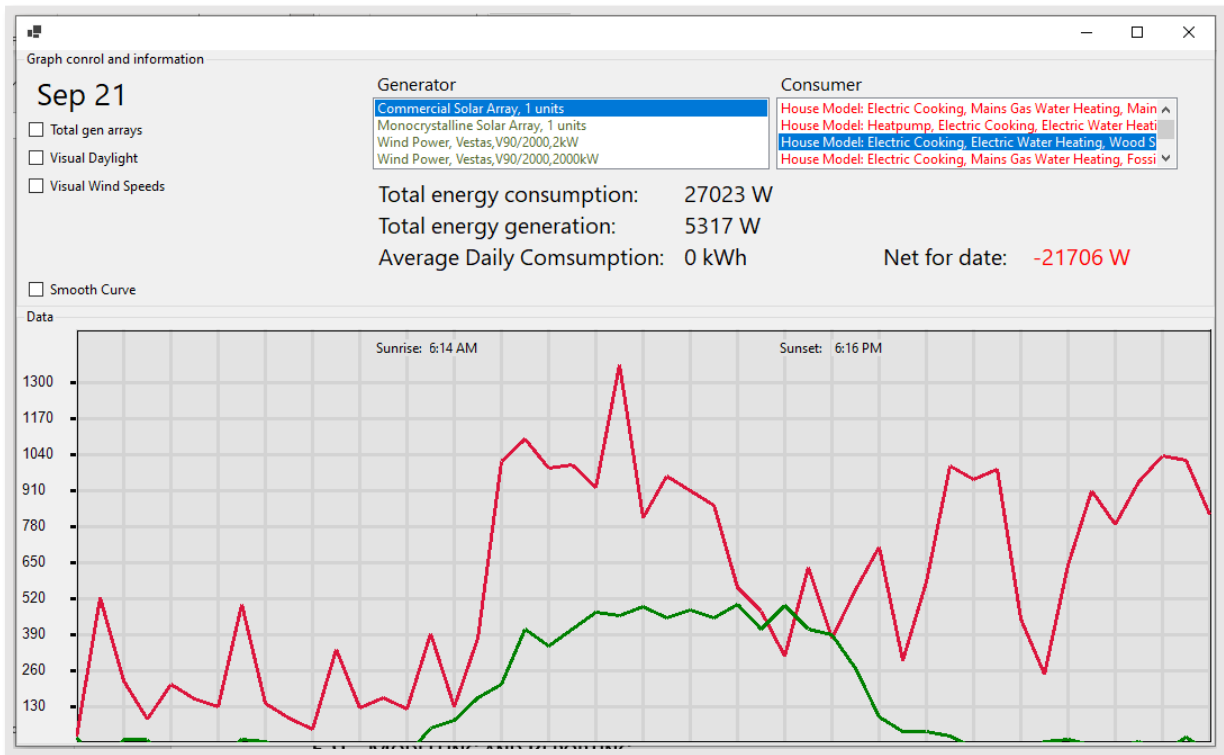 Graph conrol and information
Sep 21
Total gen arrays
Visual Daylight
Visual Wind Speeds
Smooth Curve
Generator
Commercial Solar Array, 1 units
Monocrystalline Solar Array, 1 units
Wind Power, Vestas,V90/2000,2kW
Wind Power, Vestas,V90/2000,2000kW
Consumer
House Model: Electric Cooking, Mains Gas Water Heating, Main
House Model: Heatpump, Electric Cooking, Electric Water Heati
House Model: Electric Cooking, Electric Water Heating, Wood S
House Model: Electric Cooking, Mains Gas Water Heating, Fossi
Total energy consumption: 27023 W
Total energy generation: 5317 W
Average Daily Comsumption: 0 kWh
Net for date: -21706 W
Data
Sunrise: 6:14 AM
Sunset: 6:16 PM
1300
1170
1040
910
780
650
520
390
260
130